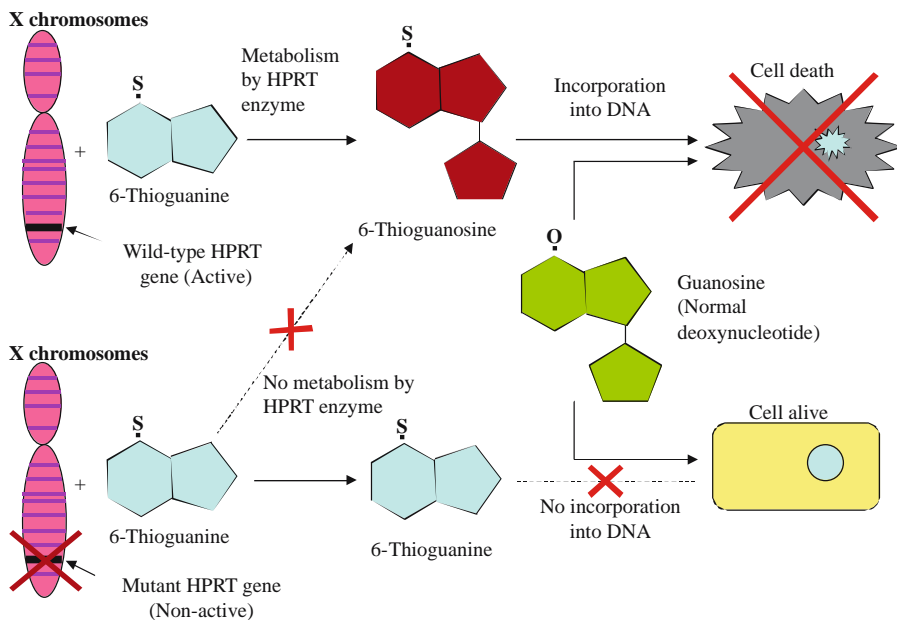 X chromosomes
S
+
6-Thioguanine
Wild-type HPRT
gene (Active)
Metabolism
by HPRT
enzyme
S
6-Thioguanosine
Incorporation
into DNA
Cell death
O
Guanosine
(Normal
deoxynucleotide)
X chromosomes
S
+
6-Thioguanine
Mutant HPRT gene
(Non-active)
No metabolism by
HPRT enzyme
S
6-Thioguanine
No incorporation
into DNA
Cell alive